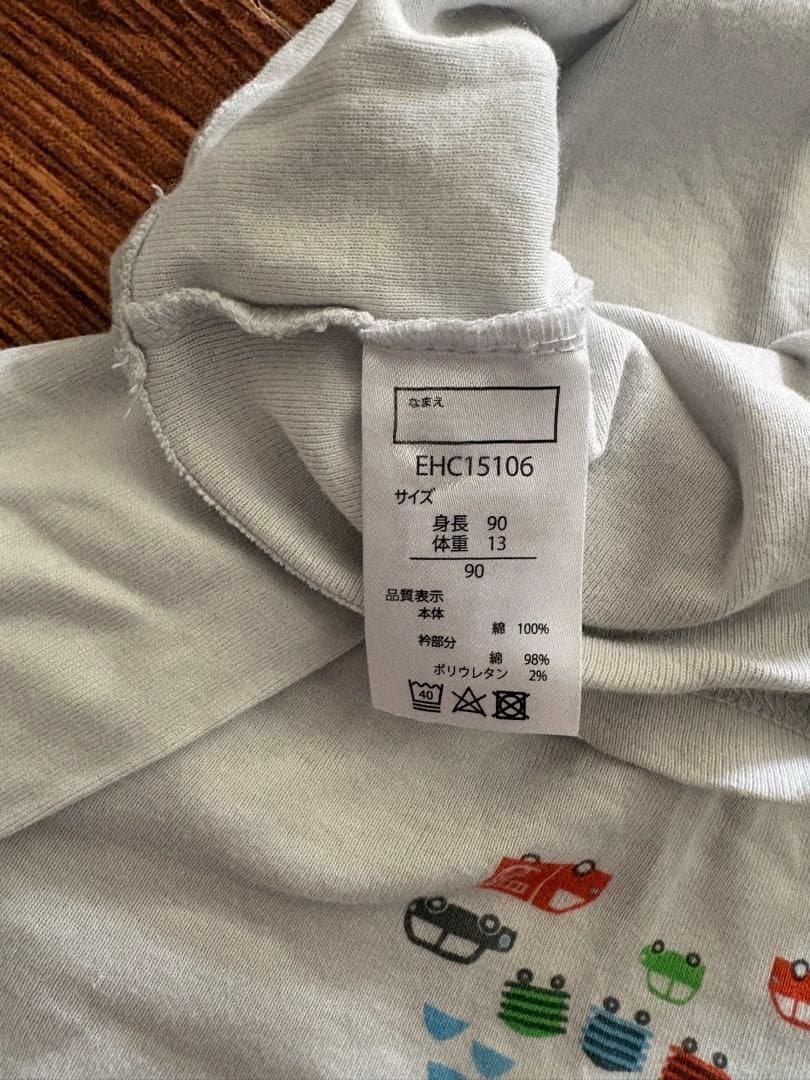 なまえ
EHC15106
サイズ
身長 90
体重 13
90
品質表示
本体
綿 100%
衿部分
綿 98%
ポリウレタン 2%
40